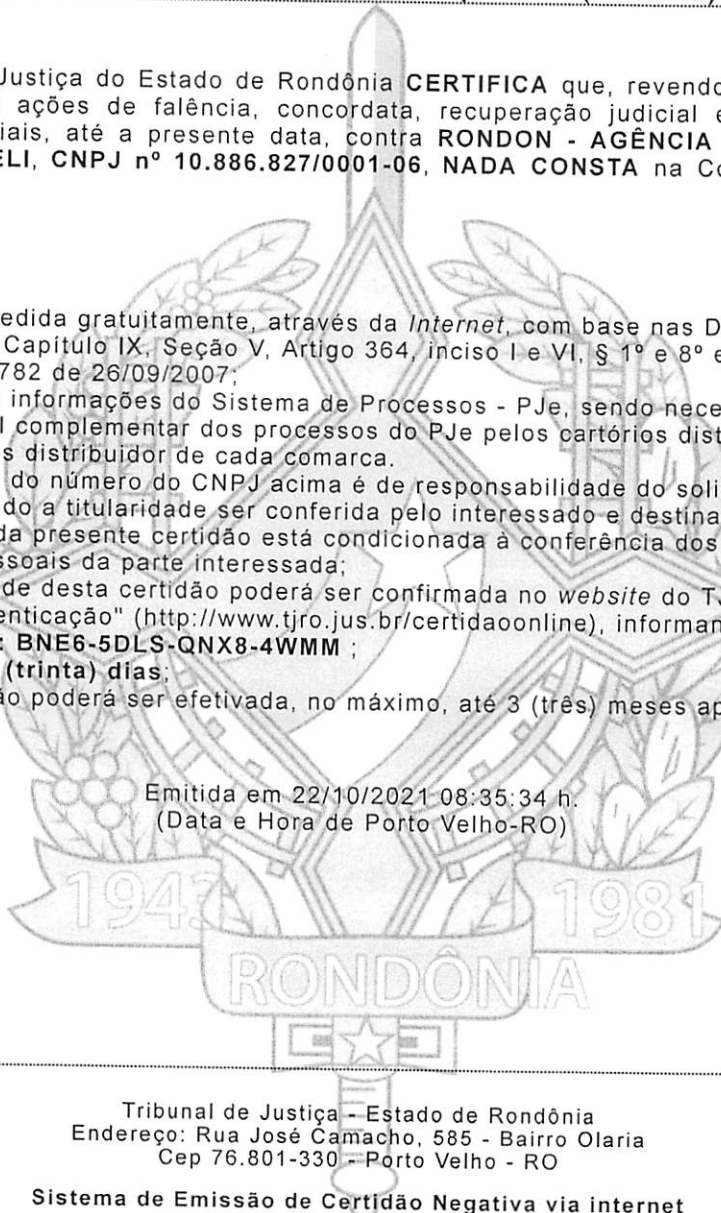 Justiça do Estado de Rondônia CERTIFICA que, revendo
ações de falência, concordata, recuperação judicial e
iais, até a presente data, contra RONDON - AGÊNCIA
ELI, CNPJ nº 10.886.827/0001-06, NADA CONSTA na Co
edida gratuitamente, através da Internet, com base nas D
Capítulo IX, Seção V, Artigo 364, inciso I e VI, § 1º e 8º e
782 de 26/09/2007;
informações do Sistema de Processos - PJe, sendo nece
l complementar dos processos do PJe pelos cartórios dist
s distribuidor de cada comarca.
do número do CNPJ acima é de responsabilidade do soli
do a titularidade ser conferida pelo interessado e destina
da presente certidão está condicionada à conferência dos
ssoais da parte interessada;
de desta certidão poderá ser confirmada no website do TJ
enticação" (http://www.tjro.jus.br/certidaoonline), informan
: BNE6-5DLS-QNX8-4WMM ;
(trinta) dias;
ão poderá ser efetivada, no máximo, até 3 (três) meses ap
Emitida em 22/10/2021 08:35:34 h.
(Data e Hora de Porto Velho-RO)
1943
1981
RONDÔNIA
Tribunal de Justiça - Estado de Rondônia
Endereço: Rua José Camacho, 585 - Bairro Olaria
Cep 76.801-330 - Porto Velho - RO
Sistema de Emissão de Certidão Negativa via internet